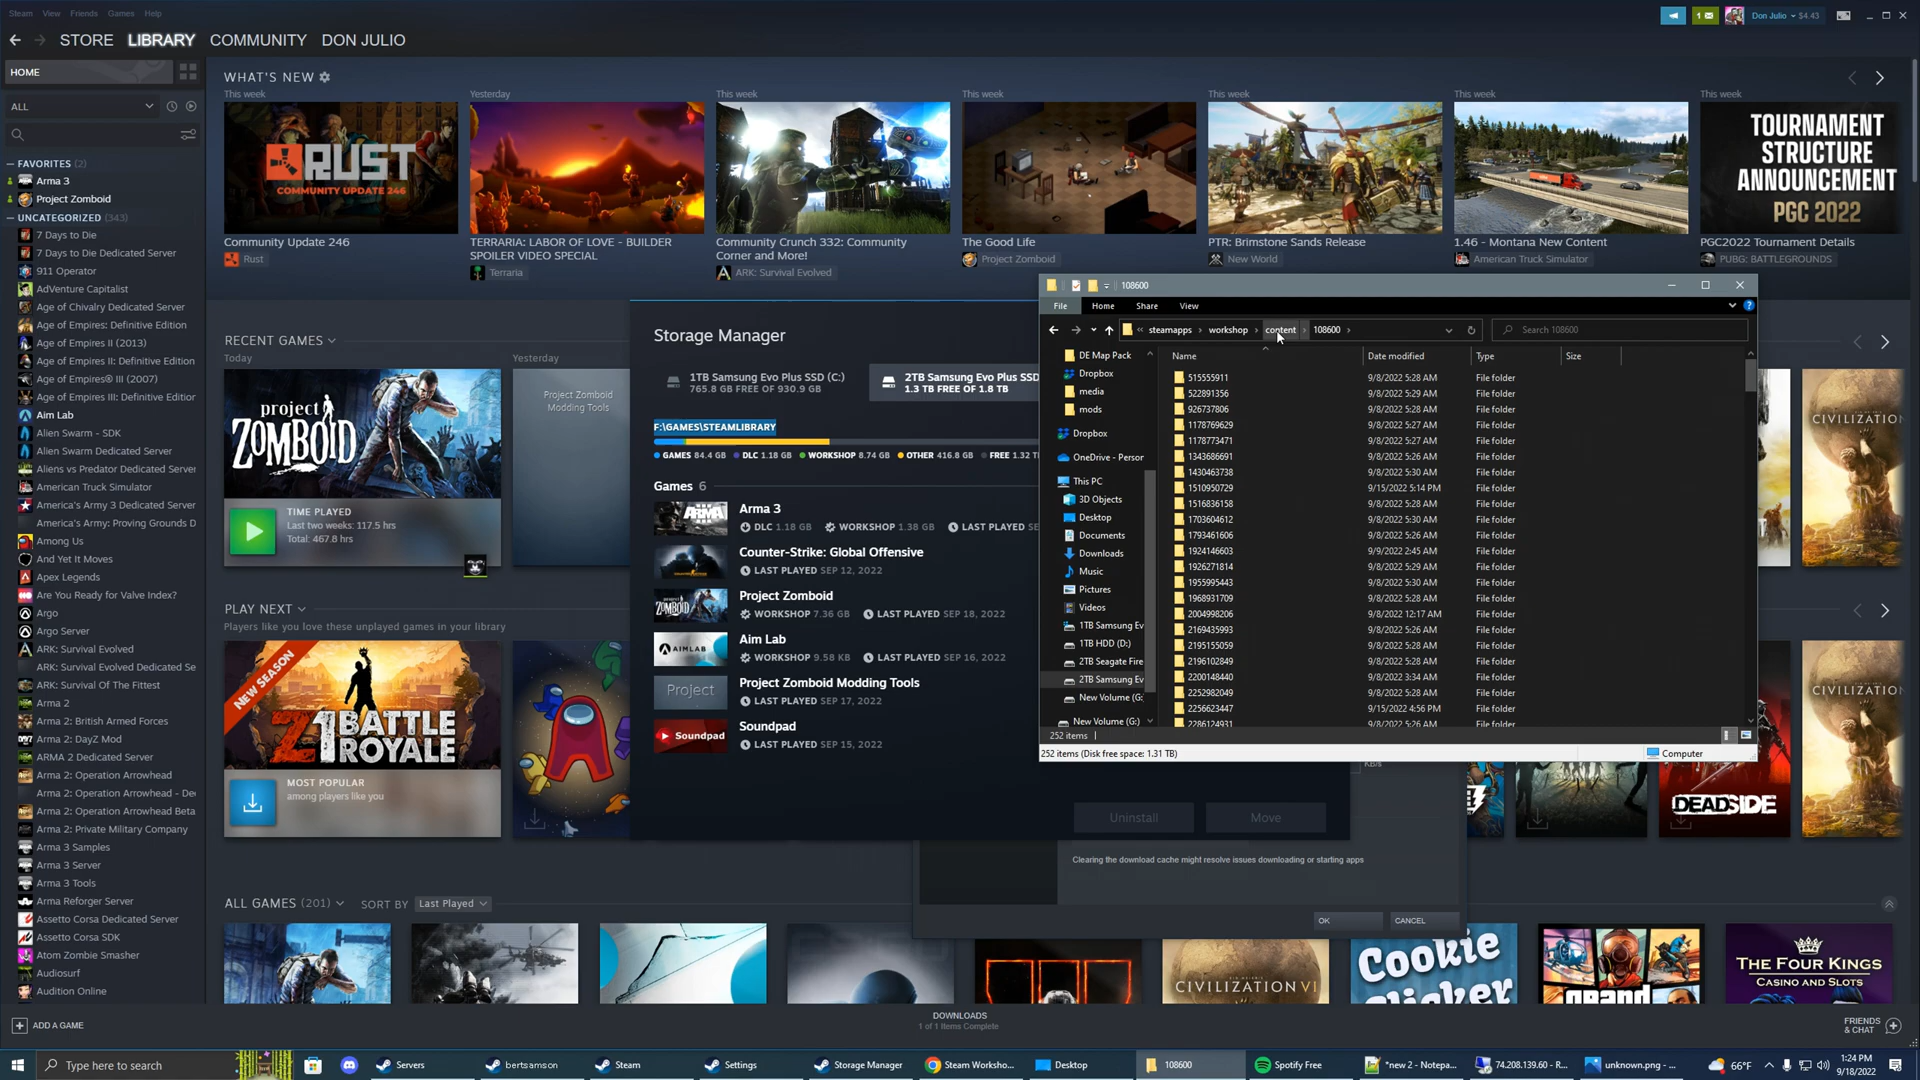 Steam View Friends Games Help
1
Don Julio
$4.43
STORE LIBRARY COMMUNITY DON JULIO
HOME
ALL
FAVORITES (2)
Arma 3
Project Zomboid
UNCATEGORIZED (343)
7 Days to Die
7 Days to Die Dedicated Server
911 Operator
AdVenture Capitalist
Age of Chivalry Dedicated Server
Age of Empires: Definitive Edition
Age of Empires II (2013)
Age of Empires II: Definitive Edition
Age of Empires® III (2007)
Age of Empires III: Definitive Edition
Aim Lab
Alien Swarm - SDK
Alien Swarm Dedicated Server
Aliens vs Predator Dedicated Server
American Truck Simulator
America's Army 3 Dedicated Server
America's Army: Proving Grounds D
Among Us
And Yet It Moves
Apex Legends
Are You Ready for Valve Index?
Argo
Argo Server
ARK: Survival Evolved
ARK: Survival Evolved Dedicated Se
ARK: Survival Of The Fittest
Arma 2
Arma 2: British Armed Forces
Arma 2: DayZ Mod
ARMA 2 Dedicated Server
Arma 2: Operation Arrowhead
Arma 2: Operation Arrowhead - De
Arma 2: Operation Arrowhead Beta
Arma 2: Private Military Company
Arma 3 Samples
Arma 3 Server
Arma 3 Tools
Arma Reforger Server
Assetto Corsa Dedicated Server
Assetto Corsa SDK
Atom Zombie Smasher
Audiosurf
Audition Online
ADD A GAME
WHAT'S NEW
This week
RUST
COMMUNITY UPDATE 246
Community Update 246
Rust
Yesterday
TERRARIA: LABOR OF LOVE - BUILDER
SPOILER VIDEO SPECIAL
Terraria
This week
Community Crunch 332: Community
Corner and More!
ARK: Survival Evolved
This week
The Good Life
Project Zomboid
This week
PTR: Brimstone Sands Release
New World
This week
1.46 - Montana New Content
American Truck Simulator
This week
TOURNAMENT
STRUCTURE
ANNOUNCEMENT
PGC 2022
PGC2022 Tournament Details
PUBG: BATTLEGROUNDS
RECENT GAMES
Today
project
ZOMBOID
TIME PLAYED
Last two weeks: 117.5 hrs
Total: 467.8 hrs
Yesterday
Project Zomboid
Modding Tools
PLAY NEXT
Players like you love these unplayed games in your library
NEW SEASON
Z1 BATTLE
ROYALE
MOST POPULAR
among players like you
ALL GAMES (201)
SORT BY Last Played
Storage Manager
1TB Samsung Evo Plus SSD (C:)
765.8 GB FREE OF 930.9 GB
2TB Samsung Evo Plus SSD
1.3 TB FREE OF 1.8 TB
F:\GAMES\STEAMLIBRARY
GAMES 84.4 GB DLC 1.18 GB WORKSHOP 8.74 GB OTHER 416.8 GB FREE 1.32 T
Games 6
Arma 3
DLC 1.18 GB WORKSHOP 1.38 GB LAST PLAYED SE
Counter-Strike: Global Offensive
LAST PLAYED SEP 12, 2022
Project Zomboid
WORKSHOP 7.36 GB LAST PLAYED SEP 18, 2022
AIMLAB
Aim Lab
WORKSHOP 9.58 KB LAST PLAYED SEP 16, 2022
Project
Project Zomboid Modding Tools
LAST PLAYED SEP 17, 2022
Soundpad
Soundpad
LAST PLAYED SEP 15, 2022
Uninstall
Move
Clearing the download cache might resolve issues downloading or starting apps
OK
CANCEL
108600
File Home Share View
steamapps workshop content 108600
Search 108600
DE Map Pack
Dropbox
media
mods
Dropbox
OneDrive - Person
This PC
3D Objects
Desktop
Documents
Downloads
Music
Pictures
Videos
1TB Samsung Ev
1TB HDD (D:)
2TB Seagate Fire
2TB Samsung Ev
New Volume (G:
New Volume (G:)
Name Date modified Type Size
515555911 9/8/2022 5:28 AM File folder
522891356 9/8/2022 5:29 AM File folder
926737806 9/8/2022 5:28 AM File folder
1178769629 9/8/2022 5:27 AM File folder
1178773471 9/8/2022 5:27 AM File folder
1343686691 9/8/2022 5:26 AM File folder
1430463738 9/8/2022 5:30 AM File folder
1510950729 9/15/2022 5:14 PM File folder
1516836158 9/8/2022 5:28 AM File folder
1703604612 9/8/2022 5:30 AM File folder
1793461606 9/8/2022 5:26 AM File folder
1924146603 9/9/2022 2:45 AM File folder
1926271814 9/8/2022 5:29 AM File folder
1955995443 9/8/2022 5:30 AM File folder
1968931709 9/8/2022 5:28 AM File folder
2004998206 9/8/2022 12:17 AM File folder
2169435993 9/8/2022 5:26 AM File folder
2195155059 9/8/2022 5:28 AM File folder
2196102849 9/8/2022 5:28 AM File folder
2200148440 9/8/2022 3:34 AM File folder
2252982049 9/8/2022 5:28 AM File folder
2256623447 9/15/2022 4:56 PM File folder
2286124931 9/8/2022 5:26 AM File folder
252 items
252 items (Disk free space: 1.31 TB)
Computer
KB/s
CIVILIZATION
CIVILIZATION
DEADSIDE
CIVILIZATION VI
Cookie
Clicker
grand
THE FOUR KINGS
CASINO AND SLOTS
DOWNLOADS
1 of 1 Items Complete
FRIENDS
& CHAT
Type here to search
Servers
bertsamson
Steam
Settings
Storage Manager
Steam Worksho...
Desktop
108600
Spotify Free
*new 2 - Notepa...
74.208.139.60 - R...
unknown.png - ...
66°F
1:24 PM
9/18/2022